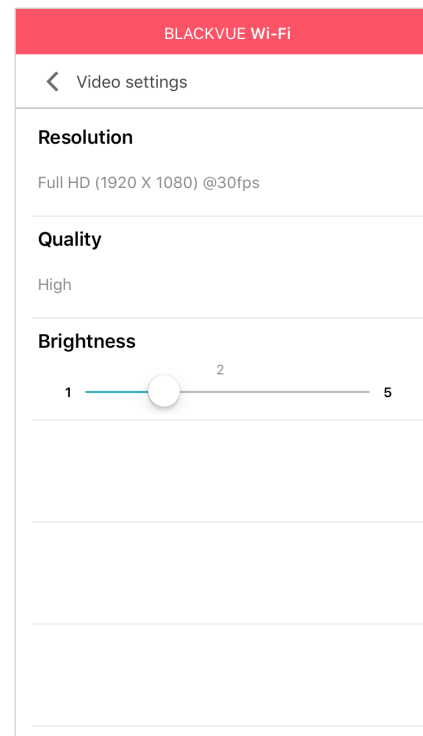 BLACKVUE Wi-Fi
Video settings
Resolution
Full HD (1920 X 1080) @30fps
Quality
High
Brightness
2
1 5